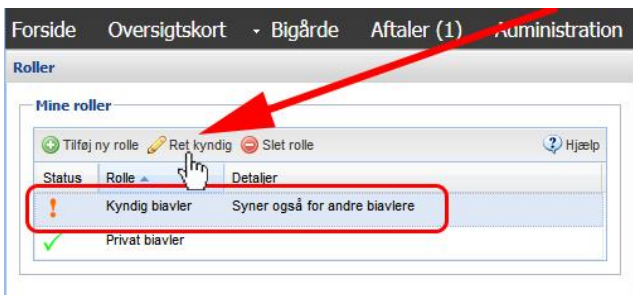 Forside Oversigtskort Bigårde Aftaler (1) Administration
Roller
Mine roller
Tilføj ny rolle Ret kyndig Slet rolle Hjælp
Status Rolle Detaljer
Kyndig biavler Syner også for andre biavlere
Privat biavler